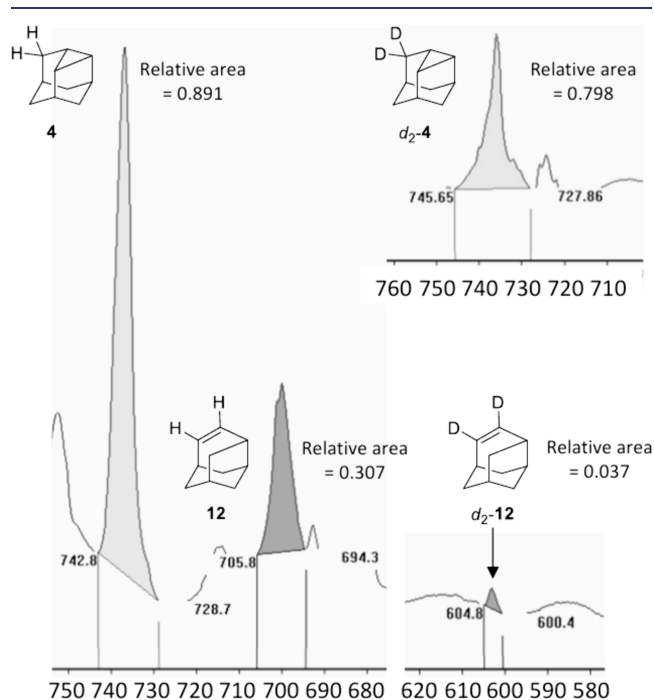 H
H
Relative area
= 0.891
4
742.8
728.7
750 740 730 720 710 700 690 680
H
H
12
Relative area
= 0.307
705.8
694.3
D
D
d2-4
Relative area
= 0.798
745.65
727.86
760 750 740 730 720 710
D
D
d2-12
Relative area
= 0.037
604.8
600.4
620 610 600 590 580